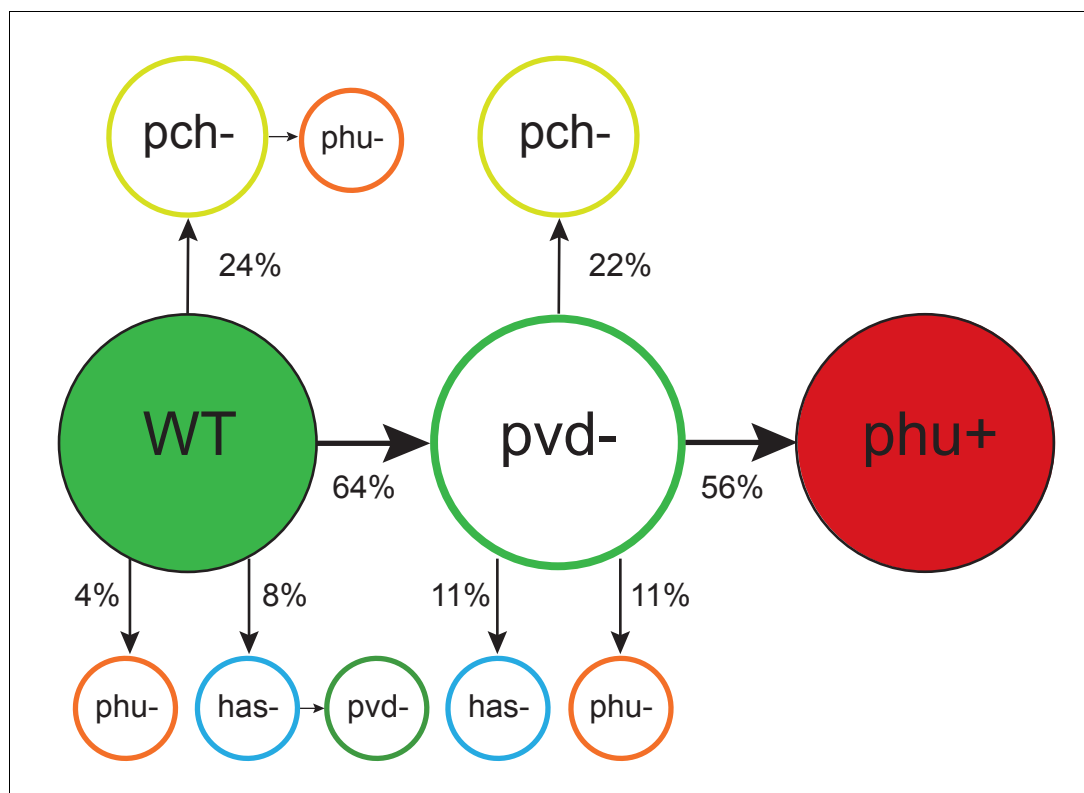 pch-
phu-
pch-
24%
22%
WT
pvd-
phu+
64%
56%
4%
8%
11%
11%
phu-
has-
pvd-
has-
phu-